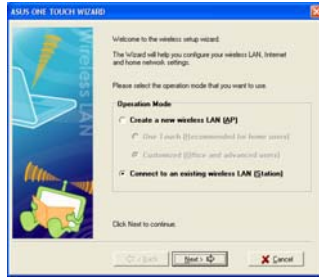 ASUS ONE TOUCH WIZARD
Wireless LAN
Welcome to the wireless setup wizard.
The Wizard will help you configure your wireless LAN, Internet
and home network settings.
Please select the operation mode that you want to use.
Operation Mode
Create a new wireless LAN (AP)
One Touch (Recommended for home users)
Customized (Office and advanced users)
Connect to an existing wireless LAN (Station)
Click Next to continue.
< Back
Next >
Cancel